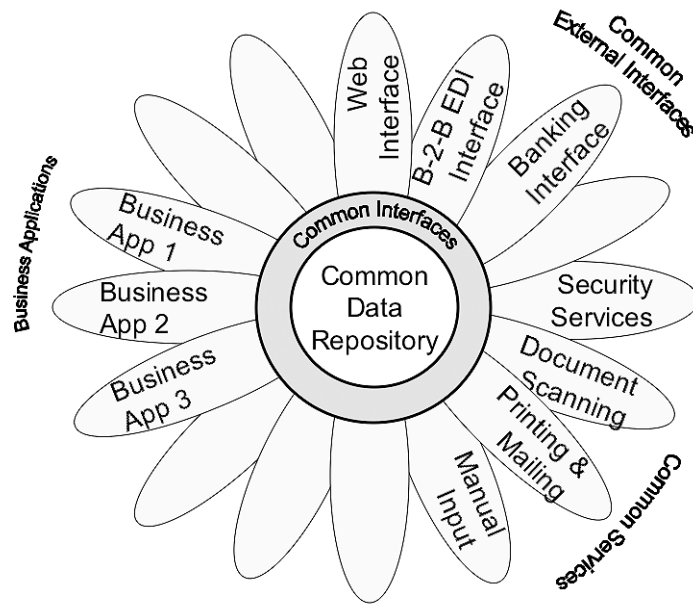 Common
External Interfaces
Web
Interface
B-2-B EDI
Interface
Banking
Interface
Business Applications
Business
App 1
Business
App 2
Business
App 3
Common Interfaces
Common
Data
Repository
Security
Services
Document
Scanning
Printing &
Mailing
Manual
Input
Common Services